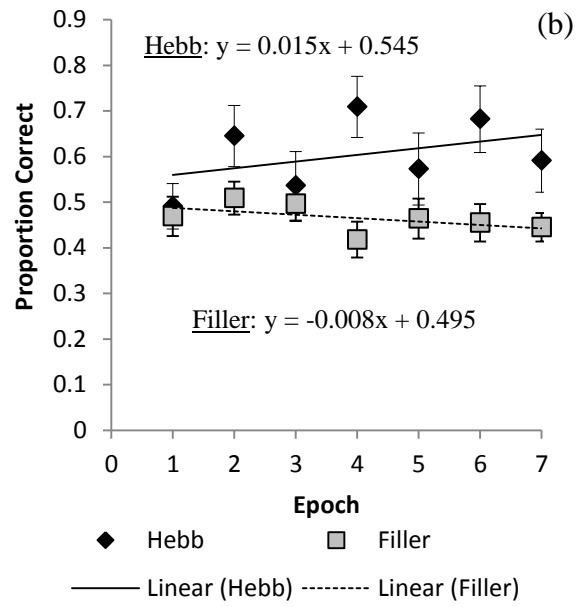 (b)
Hebb: y = 0.015x + 0.545
Filler: y = -0.008x + 0.495
Proportion Correct
0.9
0.8
0.7
0.6
0.5
0.4
0.3
0.2
0.1
0
0 1 2 3 4 5 6 7
Epoch
Hebb Filler
Linear (Hebb) Linear (Filler)